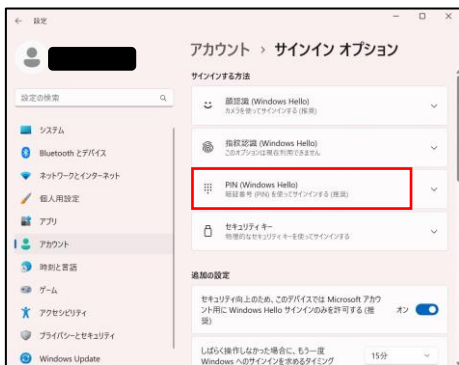 設定
アカウント › サインイン オプション
設定の検索
システム
Bluetooth とデバイス
ネットワークとインターネット
個人用設定
アプリ
アカウント
時刻と言語
ゲーム
アクセシビリティ
プライバシーとセキュリティ
Windows Update
サインインする方法
顔認識 (Windows Hello)
カメラを使ってサインインする (推奨)
指紋認識 (Windows Hello)
このオプションは現在利用できません
PIN (Windows Hello)
暗証番号 (PIN) を使ってサインインする (推奨)
セキュリティ キー
物理的なセキュリティ キーを使ってサインインする
追加の設定
セキュリティ向上のため、このデバイスでは Microsoft アカウ
ント用に Windows Hello サインインのみを許可する (推
奨)
オン
しばらく操作しなかった場合に、もう一度
Windows へのサインインを求めるタイミング
15分